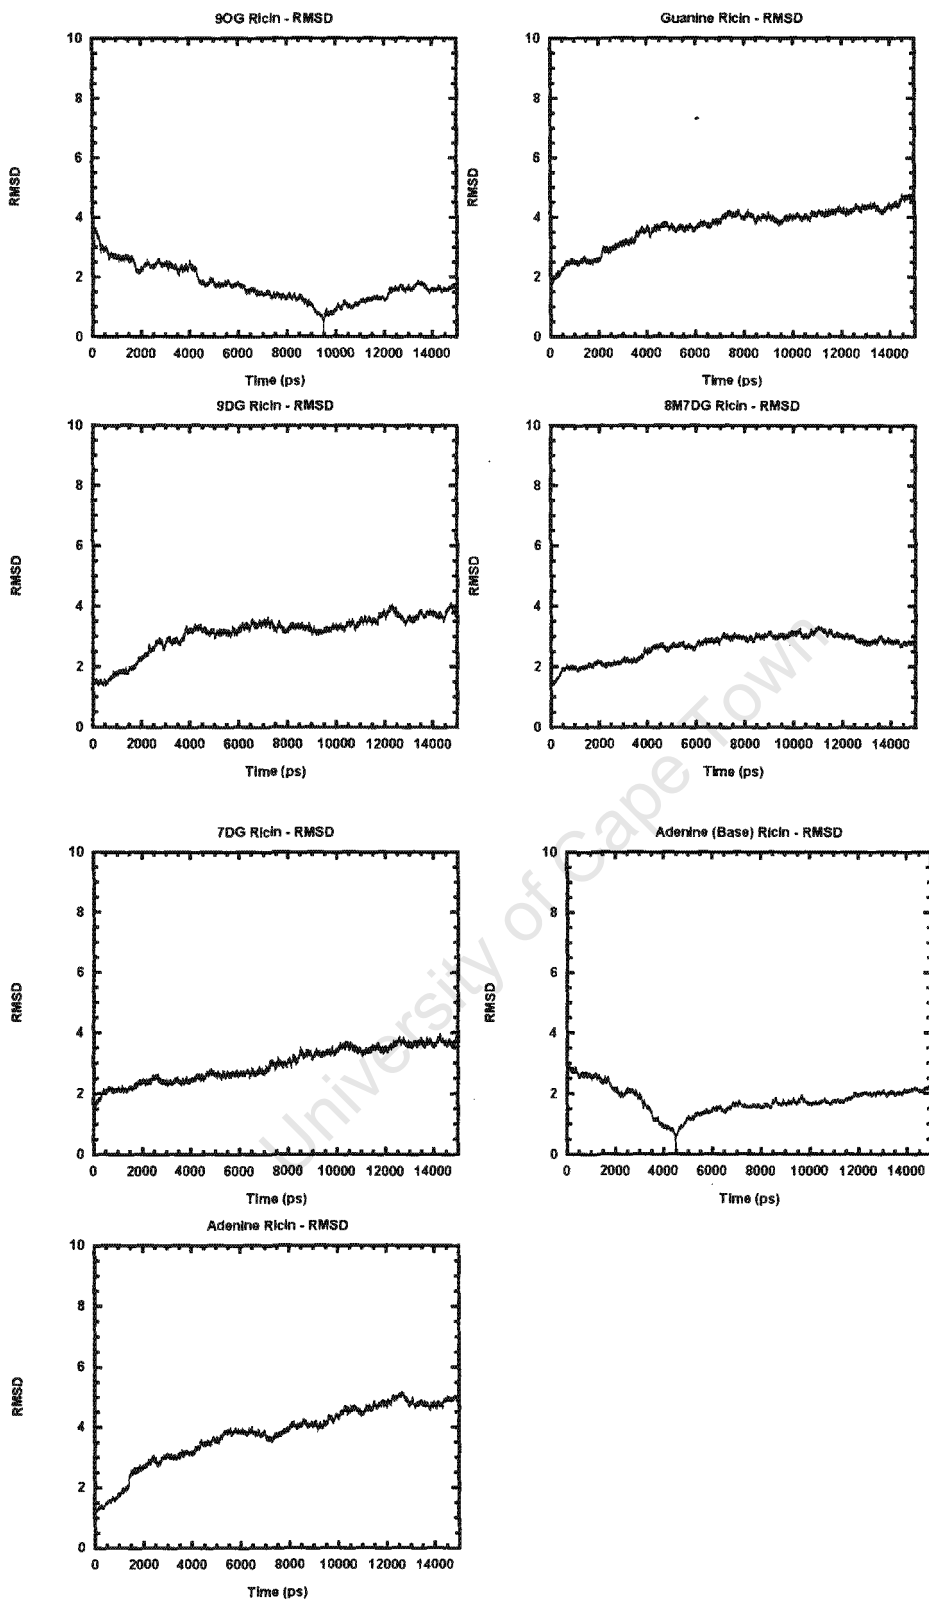 9OG Ricin - RMSD
10
8
6
4
2
0
RMSD
0 2000 4000 6000 8000 10000 12000 14000
Time (ps)
Guanine Ricin - RMSD
10
8
6
4
2
0
RMSD
0 2000 4000 6000 8000 10000 12000 14000
Time (ps)
9DG Ricin - RMSD
10
8
6
4
2
0
RMSD
0 2000 4000 6000 8000 10000 12000 14000
Time (ps)
8M7DG Ricin - RMSD
10
8
6
4
2
0
RMSD
0 2000 4000 6000 8000 10000 12000 14000
Time (ps)
7DG Ricin - RMSD
10
8
6
4
2
0
RMSD
0 2000 4000 6000 8000 10000 12000 14000
Time (ps)
Adenine (Base) Ricin - RMSD
10
8
6
4
2
0
RMSD
0 2000 4000 6000 8000 10000 12000 14000
Time (ps)
Adenine Ricin - RMSD
10
8
6
4
2
0
RMSD
0 2000 4000 6000 8000 10000 12000 14000
Time (ps)
University of Cape Town